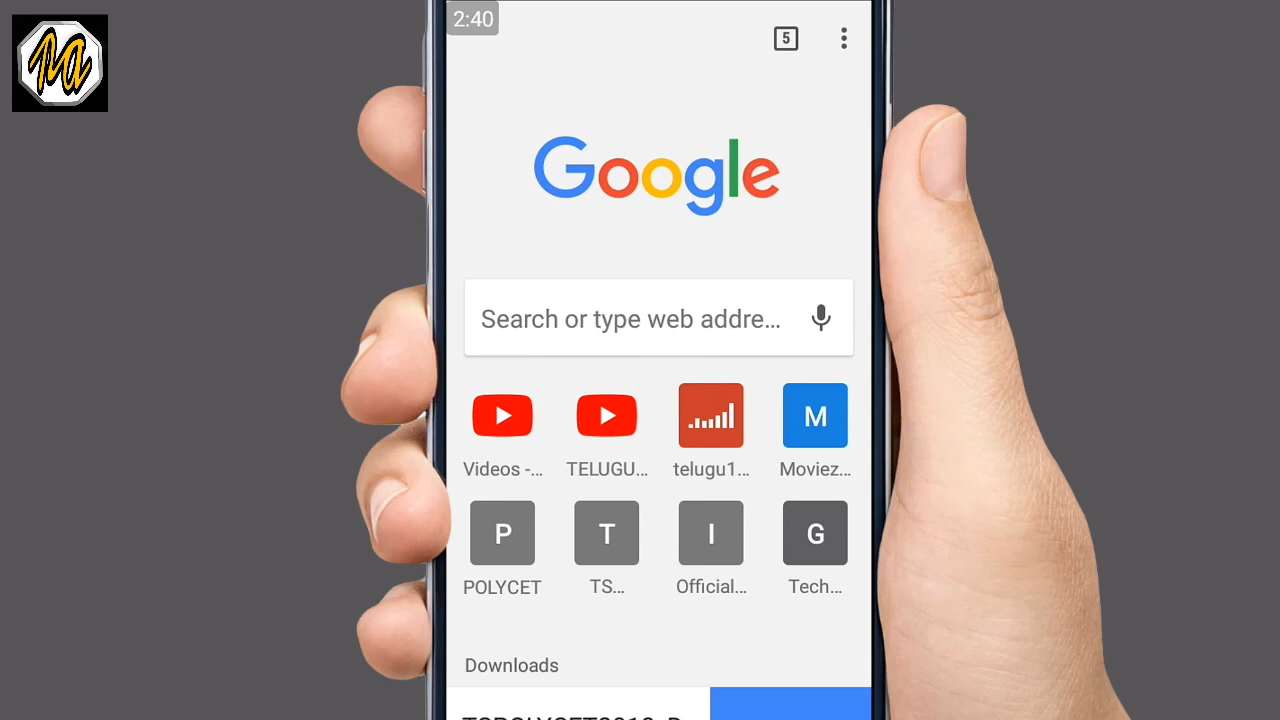 2:40
5
Google
Search or type web addre...
Videos -...
TELUGU...
telugu1...
M
Moviez...
P
POLYCET
T
TS...
I
Official...
G
Tech...
Downloads